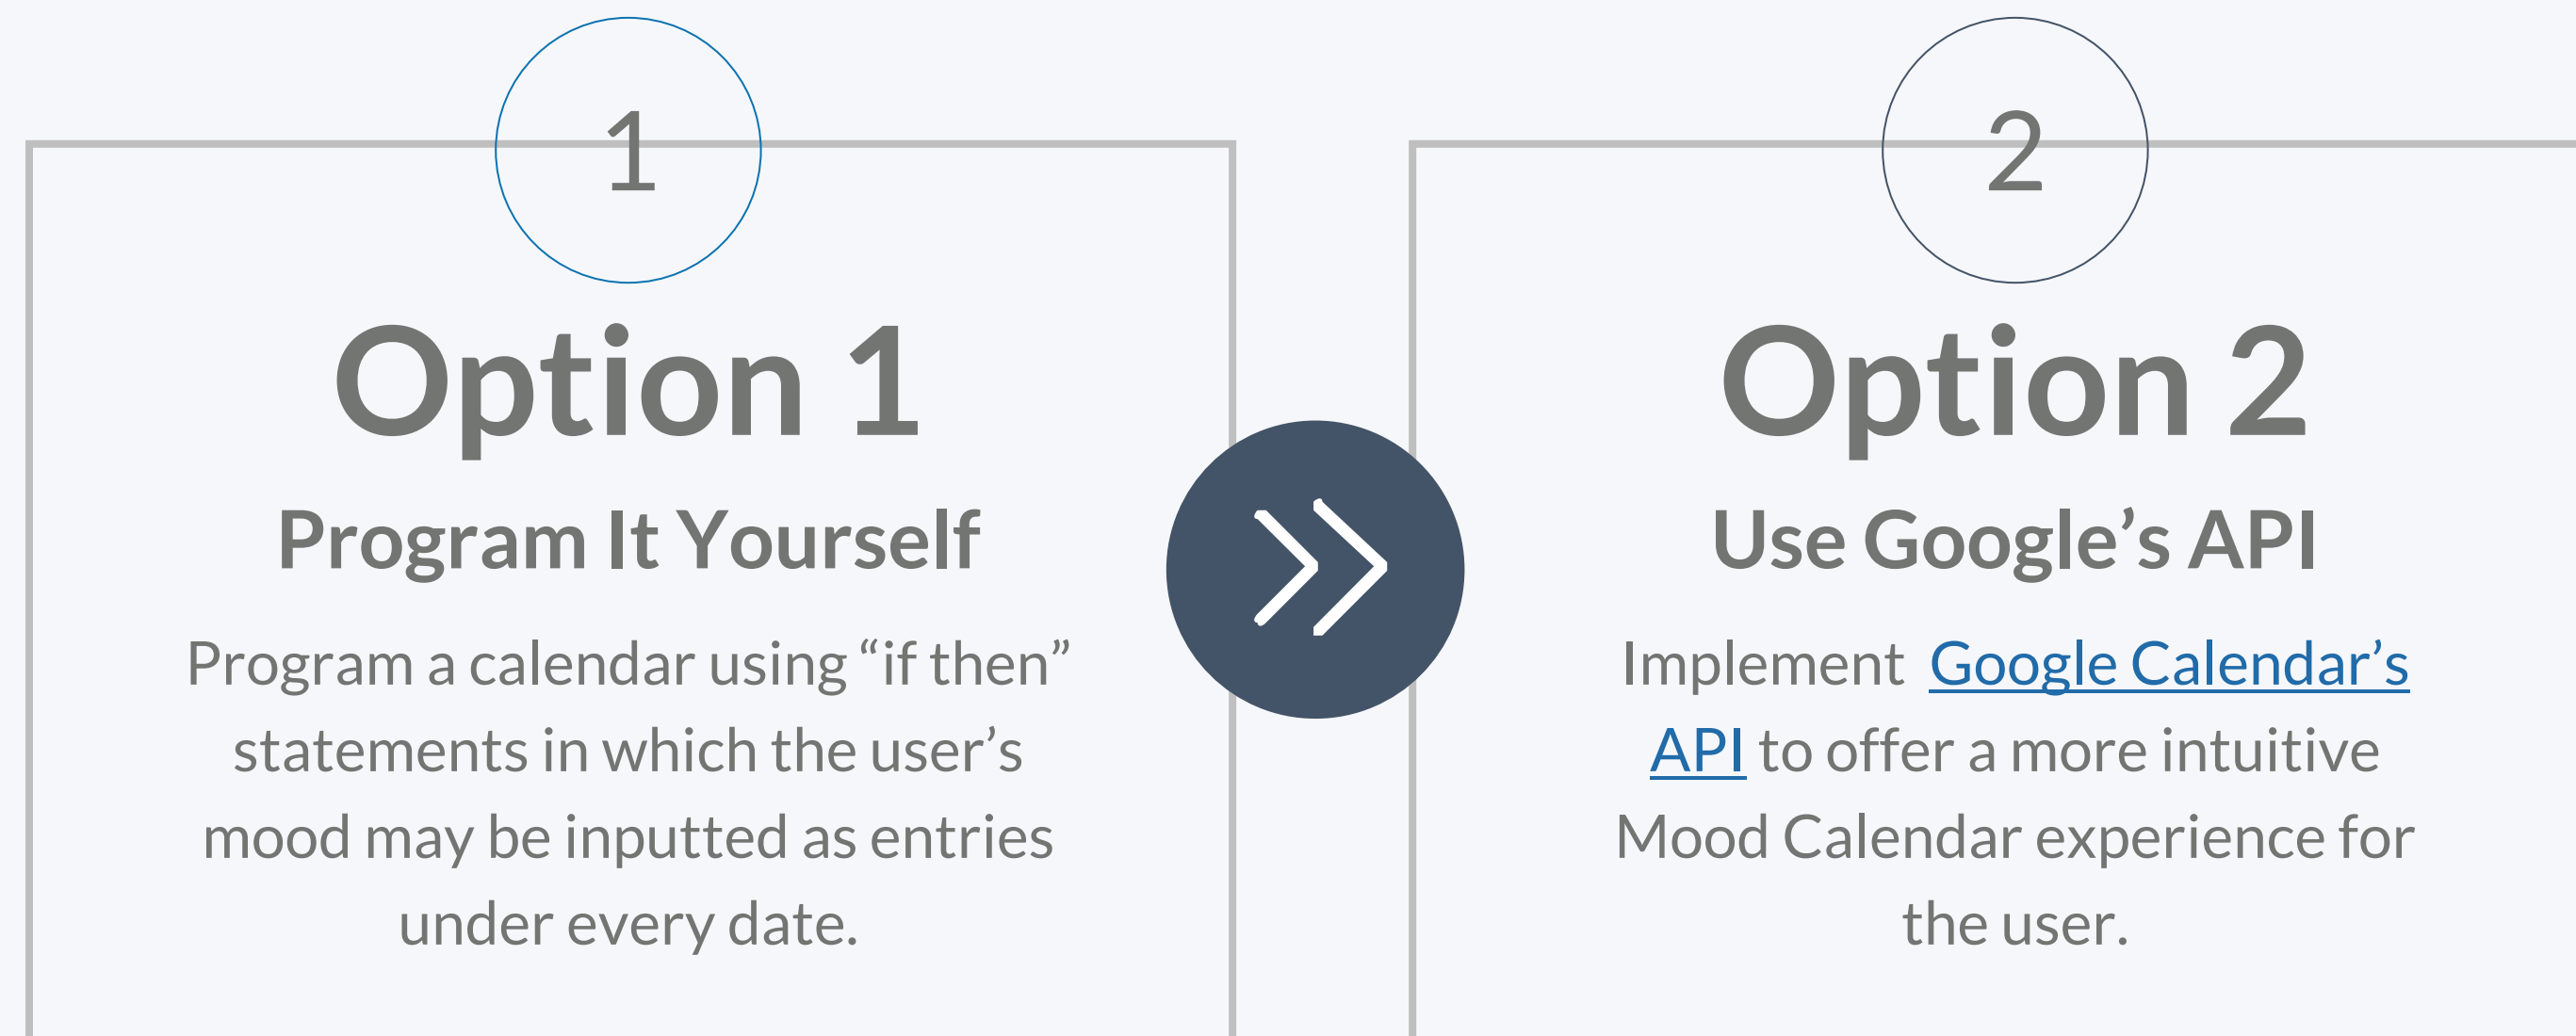 1
Option 1
Program It Yourself
Program a calendar using “if then”
statements in which the user’s
mood may be inputted as entries
under every date.
2
Option 2
Use Google’s API
Implement  Google Calendar’s
API to offer a more intuitive
Mood Calendar experience for
the user.